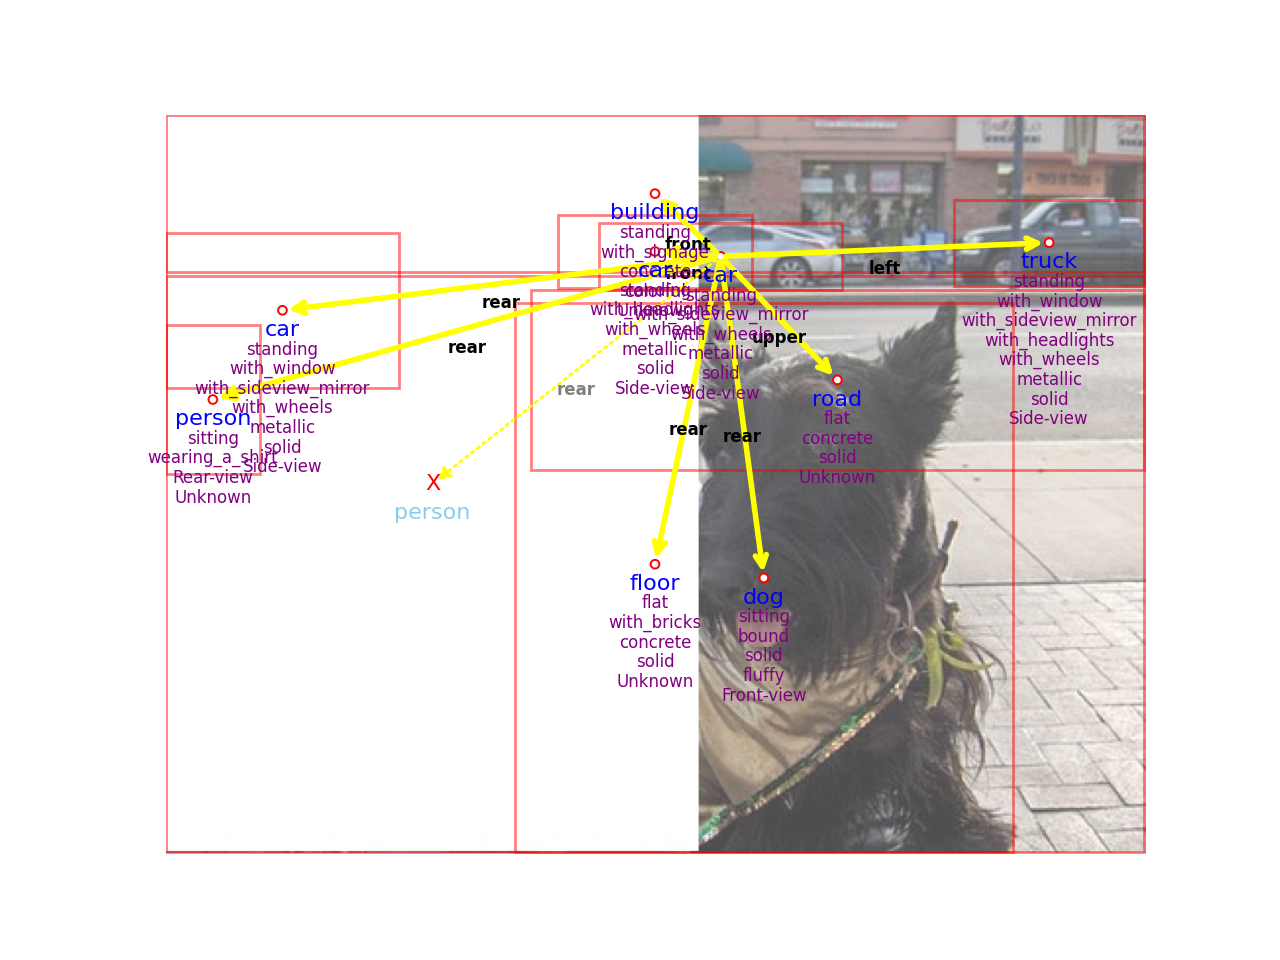 building
standing
with_signage
concrete
colorful
Unknown
front
car
standing
with_headlights
with_wheels
metallic
solid
Side-view
front
car
standing
with_sideview_mirror
with_wheels
metallic
solid
Side-view
left
truck
standing
with_window
with_sideview_mirror
with_headlights
with_wheels
metallic
solid
Side-view
rear
car
standing
with_window
with_sideview_mirror
with_wheels
metallic
solid
Side-view
rear
person
sitting
wearing_a_shirt
Rear-view
Unknown
rear
X
person
upper
road
flat
concrete
solid
Unknown
rear
floor
flat
with_bricks
concrete
solid
Unknown
rear
dog
sitting
bound
solid
fluffy
Front-view